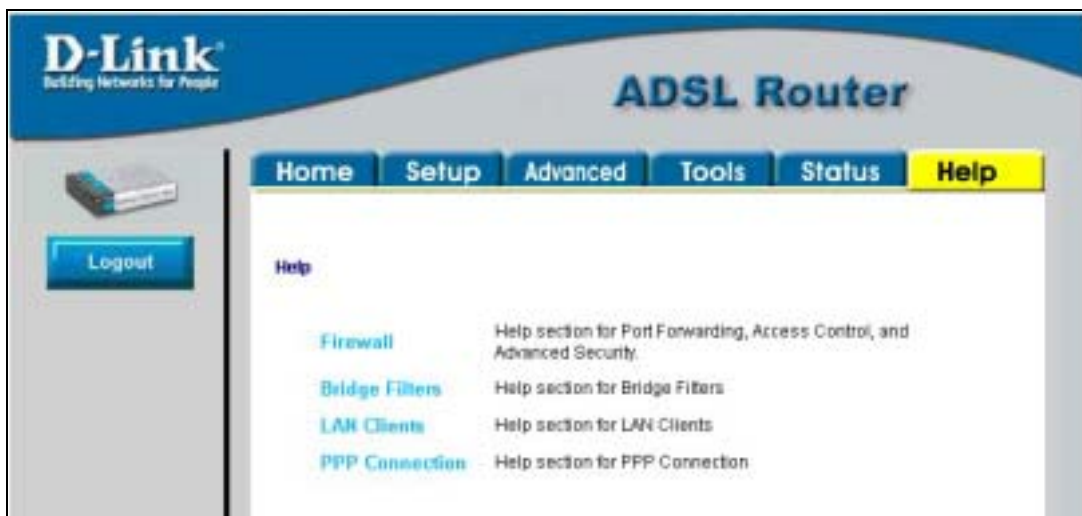 D-Link
Building Networks for People
ADSL Router
Home Setup Advanced Tools Status Help
Logout
Help
Firewall Help section for Port Forwarding, Access Control, and
Advanced Security.
Bridge Filters Help section for Bridge Filters
LAN Clients Help section for LAN Clients
PPP Connection Help section for PPP Connection